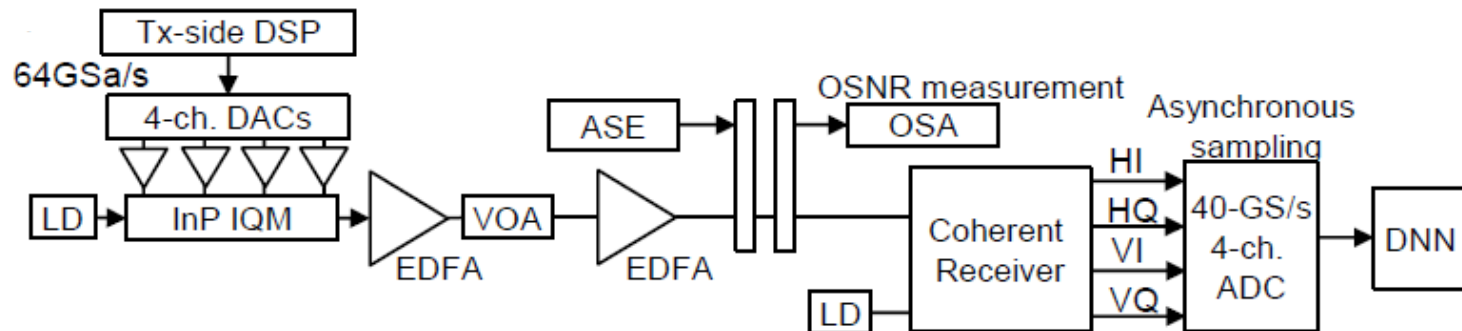 Tx-side DSP
64GSa/s
4-ch. DACs
LD
InP IQM
EDFA
VOA
EDFA
ASE
OSNR measurement
OSA
Coherent
Receiver
LD
HI
HQ
VI
VQ
Asynchronous
sampling
40-GS/s
4-ch.
ADC
DNN